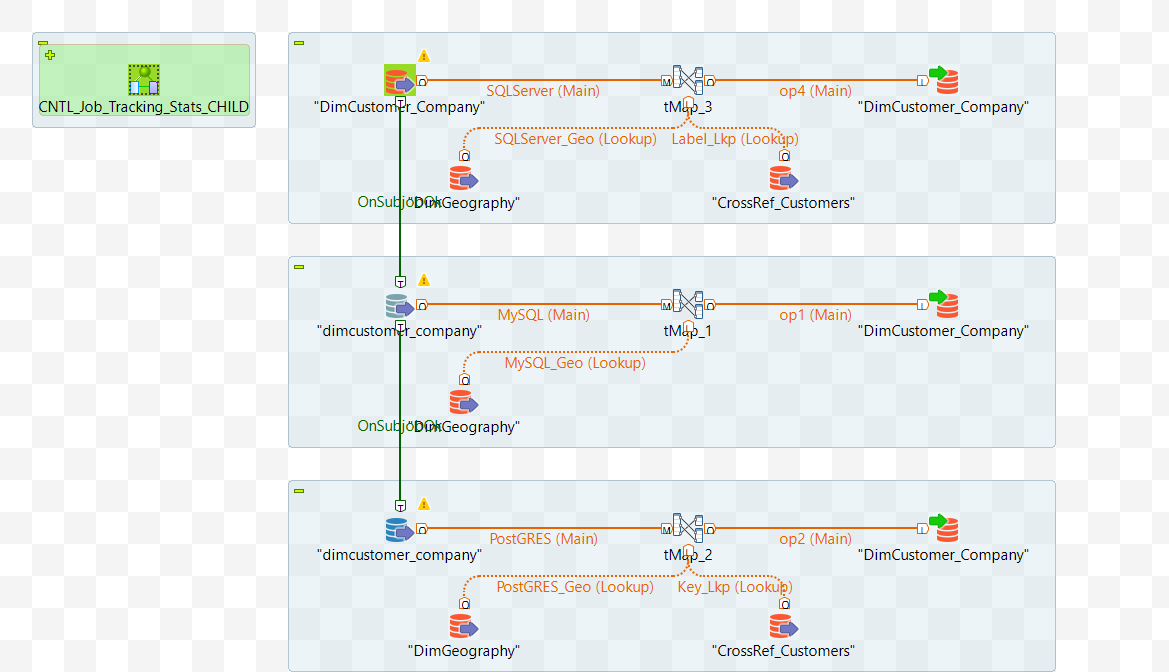 CNTL_Job_Tracking_Stats_CHILD
SQLServer (Main)
op4 (Main)
"DimCustomer_Company"
tMap_3
"DimCustomer_Company"
SQLServer_Geo (Lookup)
Label_Lkp (Lookup)
OnSubjobOk
"DimGeography"
"CrossRef_Customers"
MySQL (Main)
op1 (Main)
"dimcustomer_company"
tMap_1
"DimCustomer_Company"
MySQL_Geo (Lookup)
OnSubjobOk
"DimGeography"
PostGRES (Main)
op2 (Main)
"dimcustomer_company"
tMap_2
"DimCustomer_Company"
PostGRES_Geo (Lookup)
Key_Lkp (Lookup)
"DimGeography"
"CrossRef_Customers"